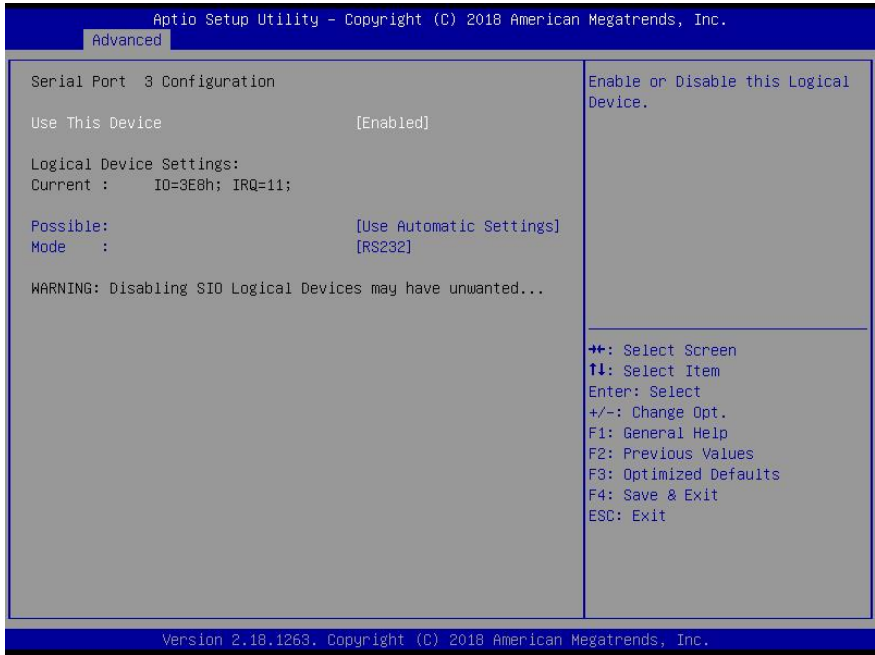 Aptio Setup Utility – Copyright (C) 2018 American Megatrends, Inc.
Advanced
Serial Port 3 Configuration
Use This Device [Enabled]
Logical Device Settings:
Current : IO=3E8h; IRQ=11;
Possible: [Use Automatic Settings]
Mode : [RS232]
WARNING: Disabling SIO Logical Devices may have unwanted...
Enable or Disable this Logical
Device.
→←: Select Screen
↑↓: Select Item
Enter: Select
+/-: Change Opt.
F1: General Help
F2: Previous Values
F3: Optimized Defaults
F4: Save & Exit
ESC: Exit
Version 2.18.1263. Copyright (C) 2018 American Megatrends, Inc.